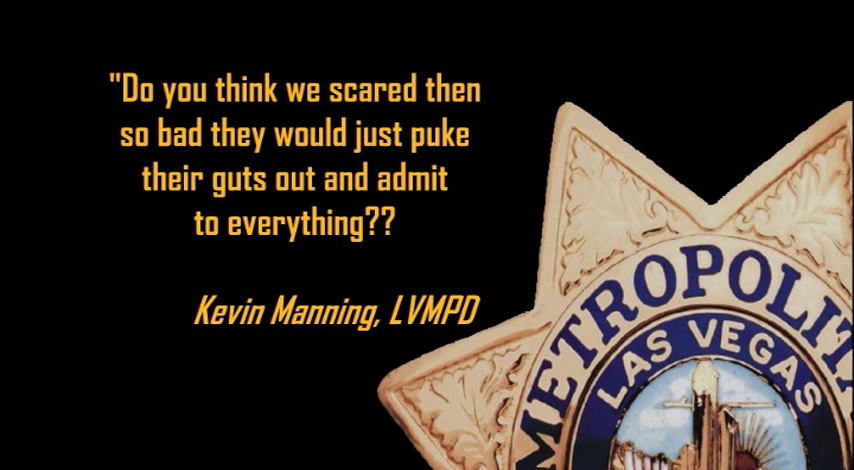 "Do you think we scared then
so bad they would just puke
their guts out and admit
to everything??
Kevin Manning, LVMPD
METROPOLIT
LAS VEGAS